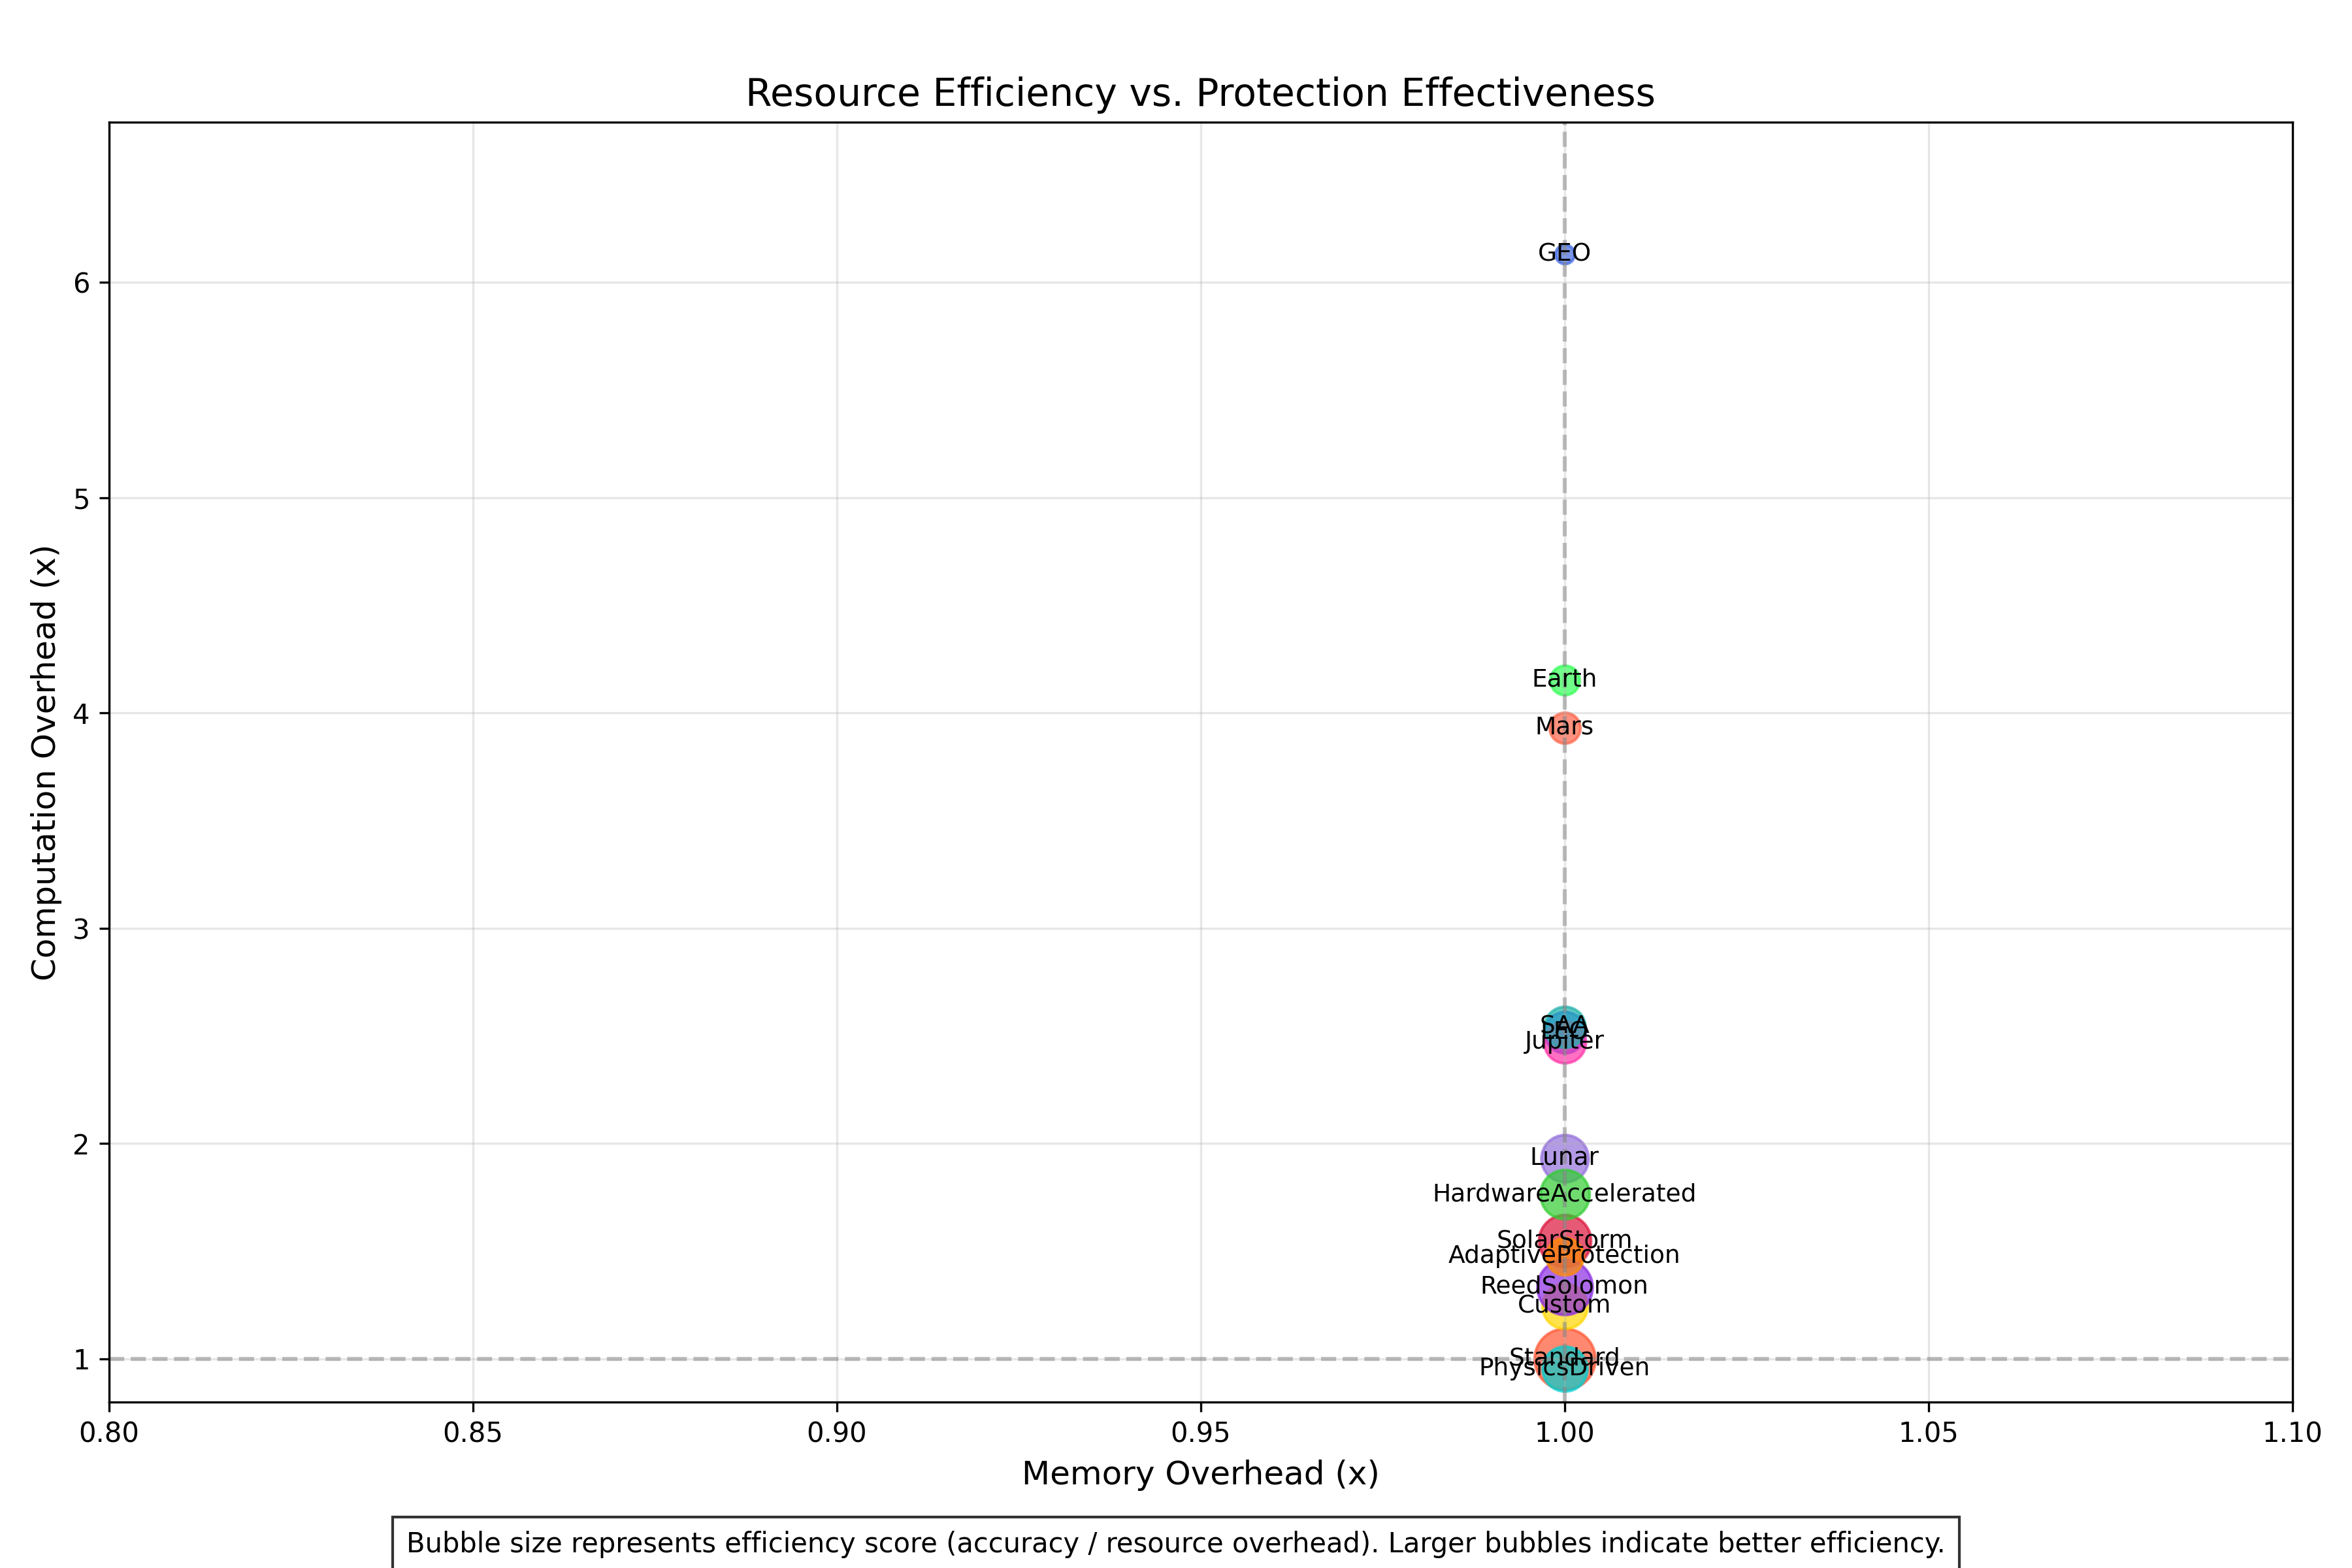 Resource Efficiency vs. Protection Effectiveness
Computation Overhead (x)
6
5
4
3
2
1
GEO
Earth
Mars
SAA
LEO
Jupiter
Lunar
HardwareAccelerated
SolarStorm
AdaptiveProtection
ReedSolomon
Custom
Standard
PhysicsDriven
0.80
0.85
0.90
0.95
1.00
1.05
1.10
Memory Overhead (x)
Bubble size represents efficiency score (accuracy / resource overhead). Larger bubbles indicate better efficiency.